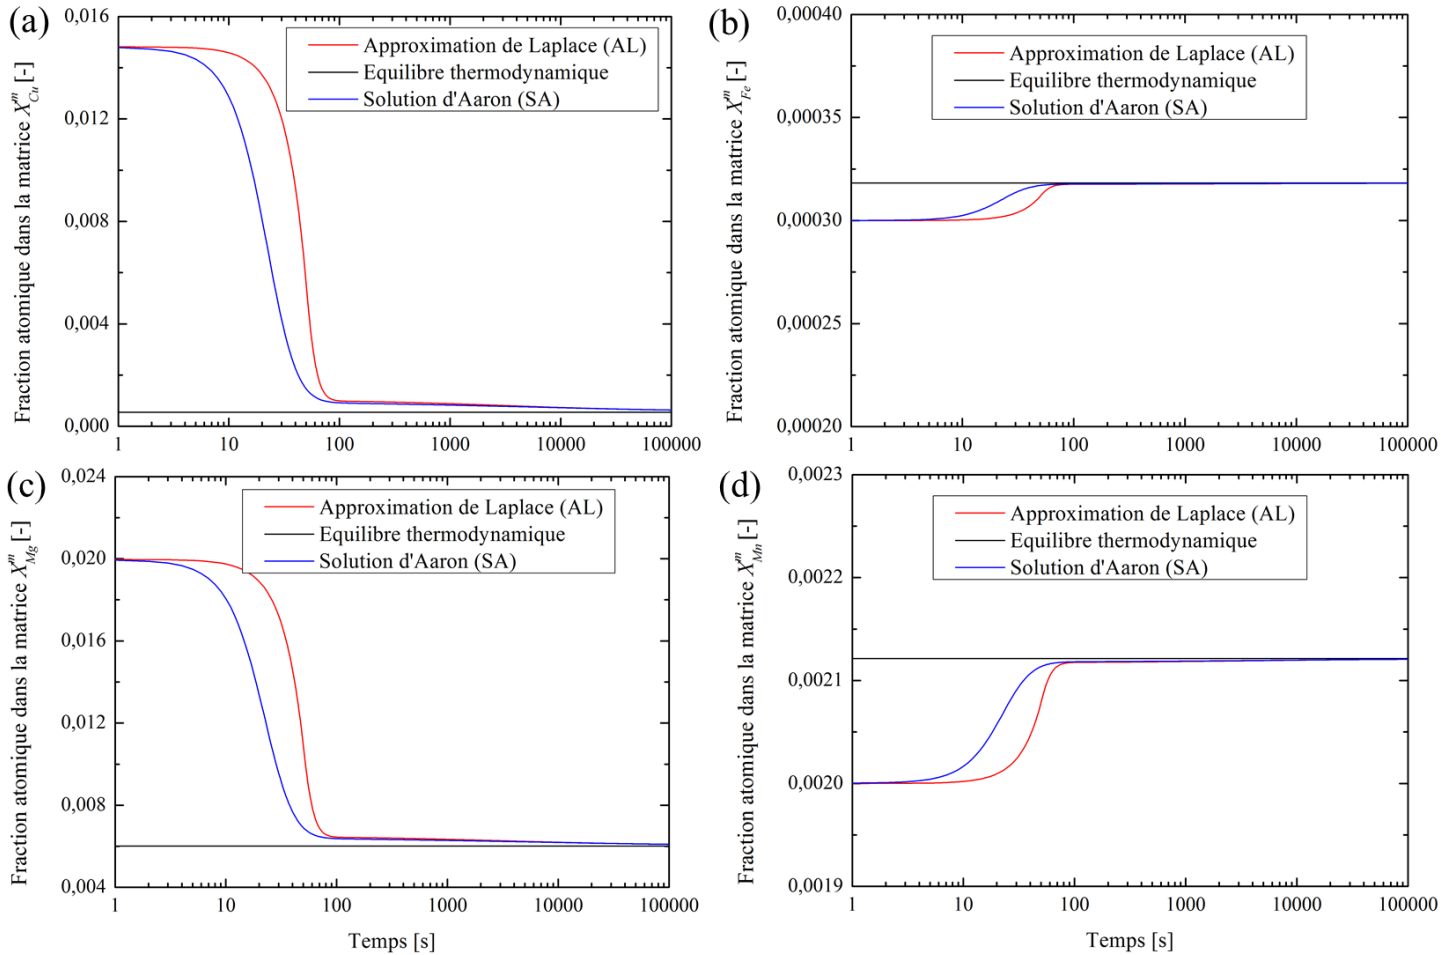 (a)
Fraction atomique dans la matrice X^m_Cu [-]
0,016
0,012
0,008
0,004
0,000
Approximation de Laplace (AL)
Equilibre thermodynamique
Solution d'Aaron (SA)
1 10 100 1000 10000 100000
(b)
Fraction atomique dans la matrice X^m_Fe [-]
0,00040
0,00035
0,00030
0,00025
0,00020
Approximation de Laplace (AL)
Equilibre thermodynamique
Solution d'Aaron (SA)
1 10 100 1000 10000 100000
(c)
Fraction atomique dans la matrice X^m_Mg [-]
0,024
0,020
0,016
0,012
0,008
0,004
Approximation de Laplace (AL)
Equilibre thermodynamique
Solution d'Aaron (SA)
1 10 100 1000 10000 100000
Temps [s]
(d)
Fraction atomique dans la matrice X^m_Mn [-]
0,0023
0,0022
0,0021
0,0020
0,0019
Approximation de Laplace (AL)
Equilibre thermodynamique
Solution d'Aaron (SA)
1 10 100 1000 10000 100000
Temps [s]